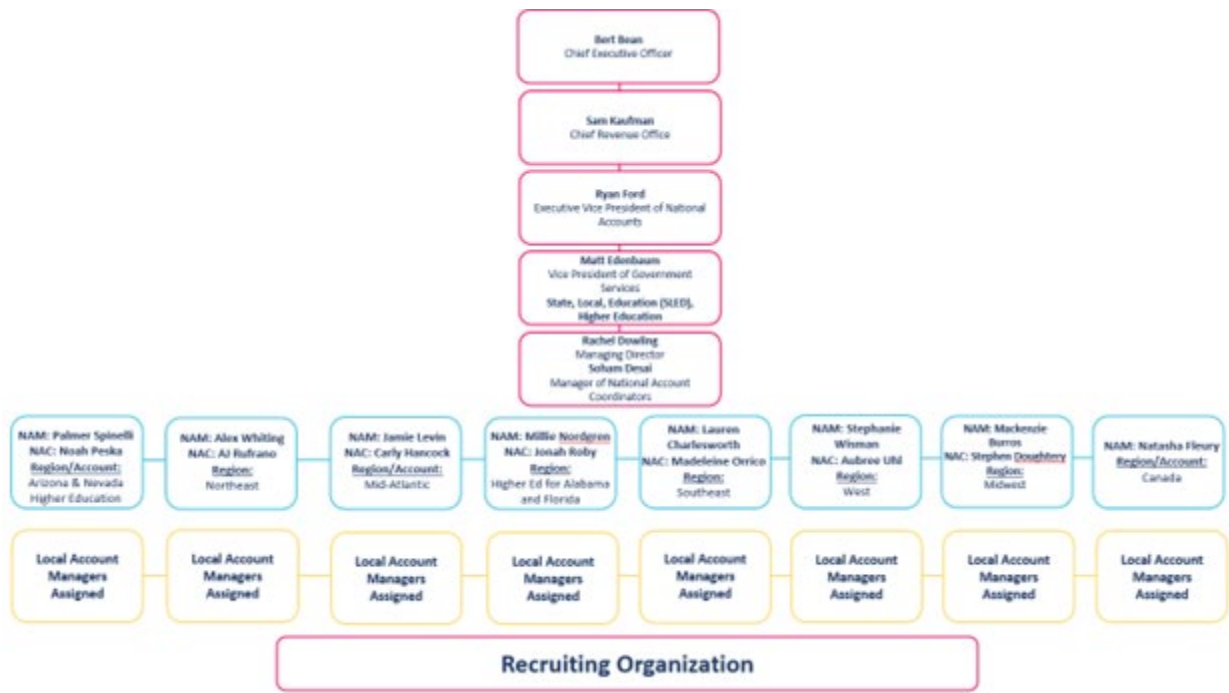 Bert Bean
Chief Executive Officer
Sam Kaufman
Chief Revenue Office
Ryan Ford
Executive Vice President of National
Accounts
Matt Edenbaum
Vice President of Government
Services
State, Local, Education (SLED),
Higher Education
Rachel Dowling
Managing Director
Soham Desai
Manager of National Account
Coordinators
NAM: Palmer Spinelli
NAC: Noah Peska
Region/Account:
Arizona & Nevada
Higher Education
NAM: Alex Whiting
NAC: AJ Rufrano
Region:
Northeast
NAM: Jamie Levin
NAC: Carly Hancock
Region/Account:
Mid-Atlantic
NAM: Millie Nordgren
NAC: Jonah Roby
Region:
Higher Ed for Alabama
and Florida
NAM: Lauren
Charlesworth
NAC: Madeleine Orrico
Region:
Southeast
NAM: Stephanie
Wisman
NAC: Aubree Uhl
Region:
West
NAM: Mackenzie
Burros
NAC: Stephen Doughtery
Region:
Midwest
NAM: Natasha Fleury
Region/Account:
Canada
Local Account
Managers
Assigned
Local Account
Managers
Assigned
Local Account
Managers
Assigned
Local Account
Managers
Assigned
Local Account
Managers
Assigned
Local Account
Managers
Assigned
Local Account
Managers
Assigned
Local Account
Managers
Assigned
Recruiting Organization